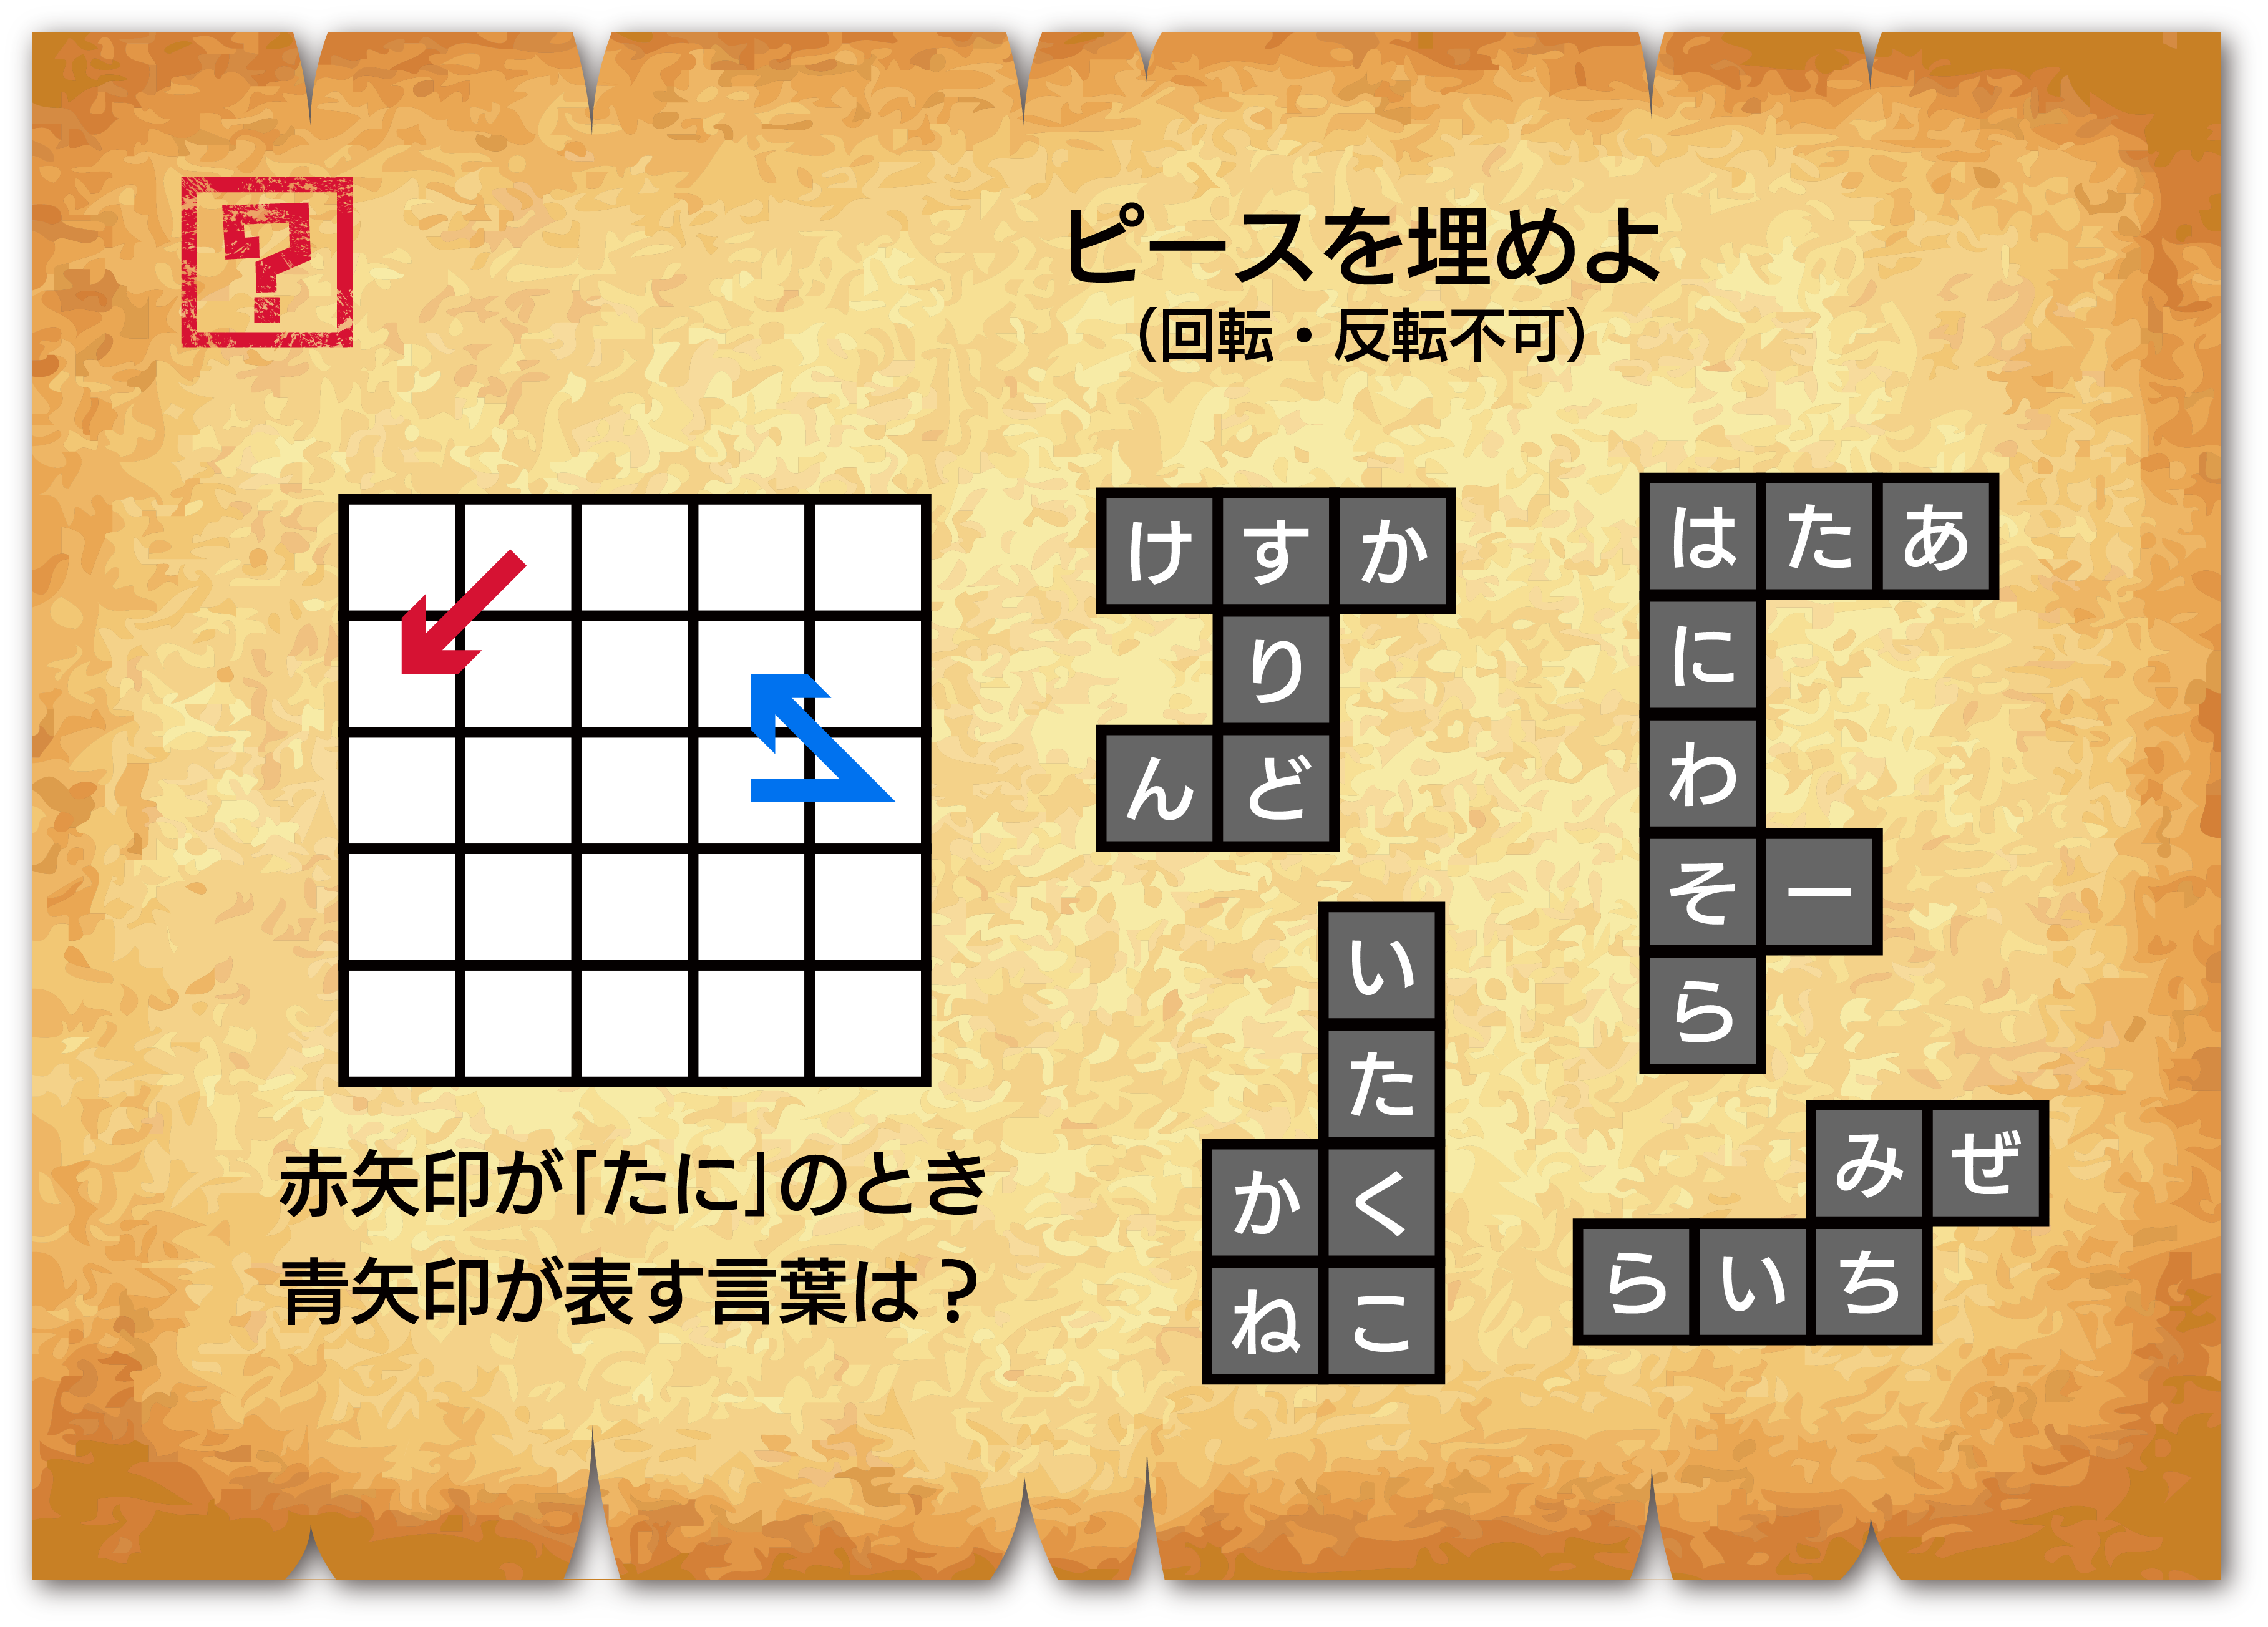 ?
ピースを埋めよ
（回転・反転不可）
けすか
り
んど
はたあ
に
わ
そー
ら
い
た
かく
ねこ
みぜ
らいち
赤矢印が「たに」のとき
青矢印が表す言葉は？